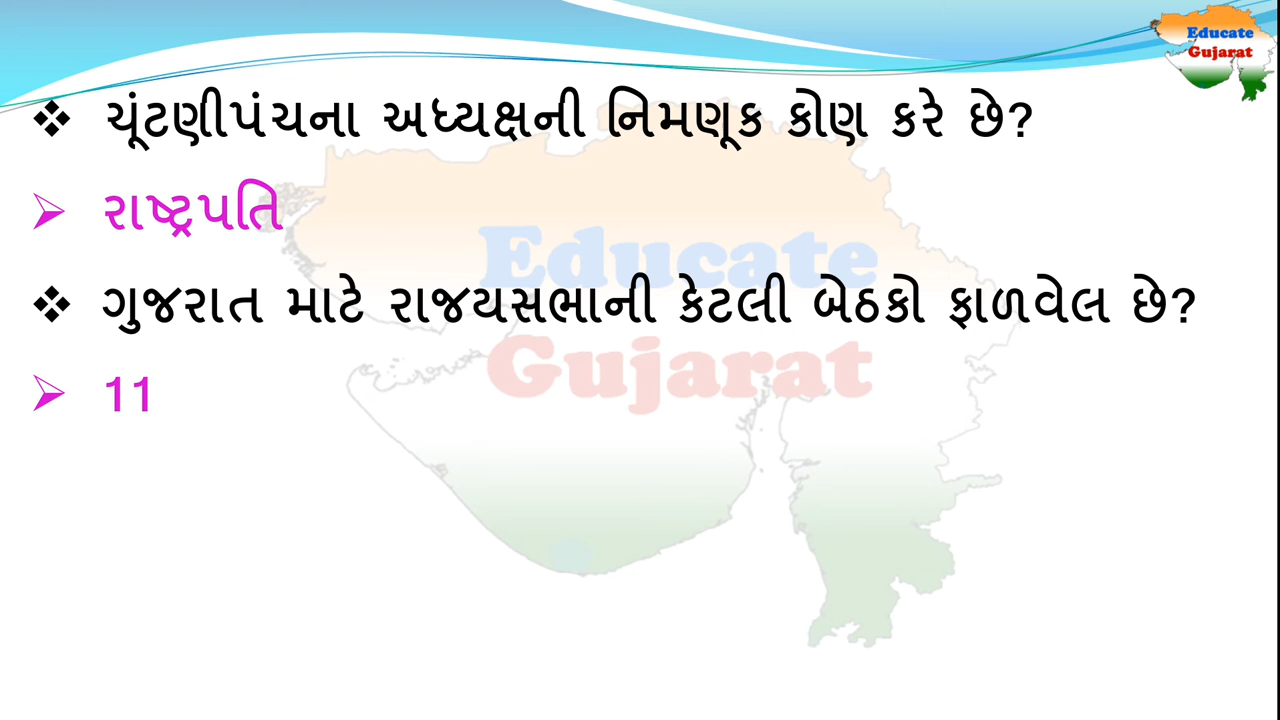 Educate
Gujarat
ચૂંટણીપંચના અધ્યક્ષની નિમણૂક કોણ કરે છે?
રાષ્ટ્રપતિ
ગુજરાત માટે રાજયસભાની કેટલી બેઠકો ફાળવેલ છે?
11
Educate
Gujarat